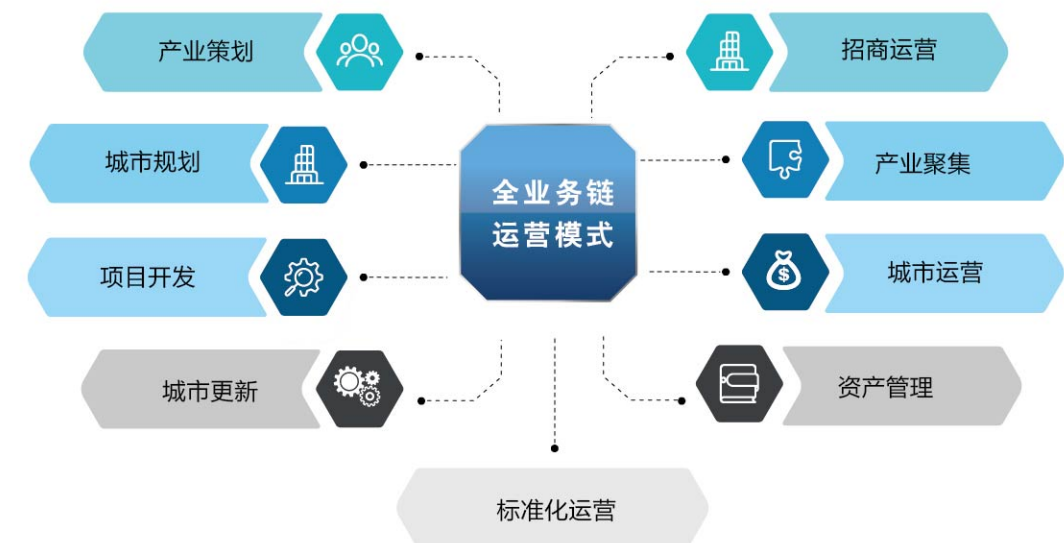 产业策划
招商运营
城市规划
全业务链
运营模式
产业聚集
项目开发
城市运营
城市更新
资产管理
标准化运营